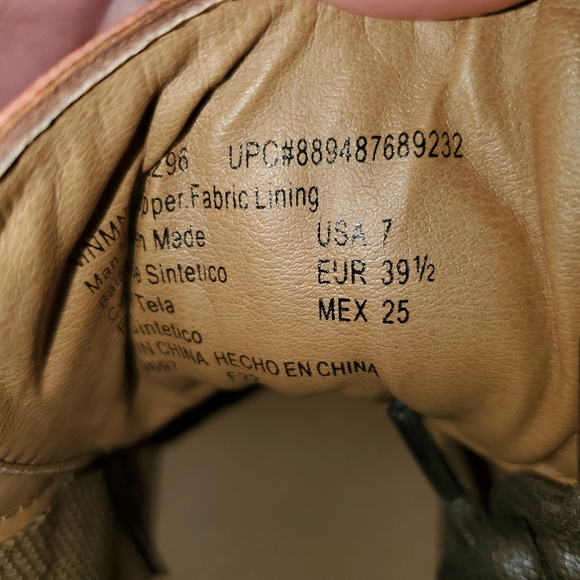 296 UPC#889487689232
pper.Fabric Lining
Made
USA 7
Sintetico
EUR 39½
Tela
MEX 25
Sintetico
IN CHINA HECHO EN CHINA